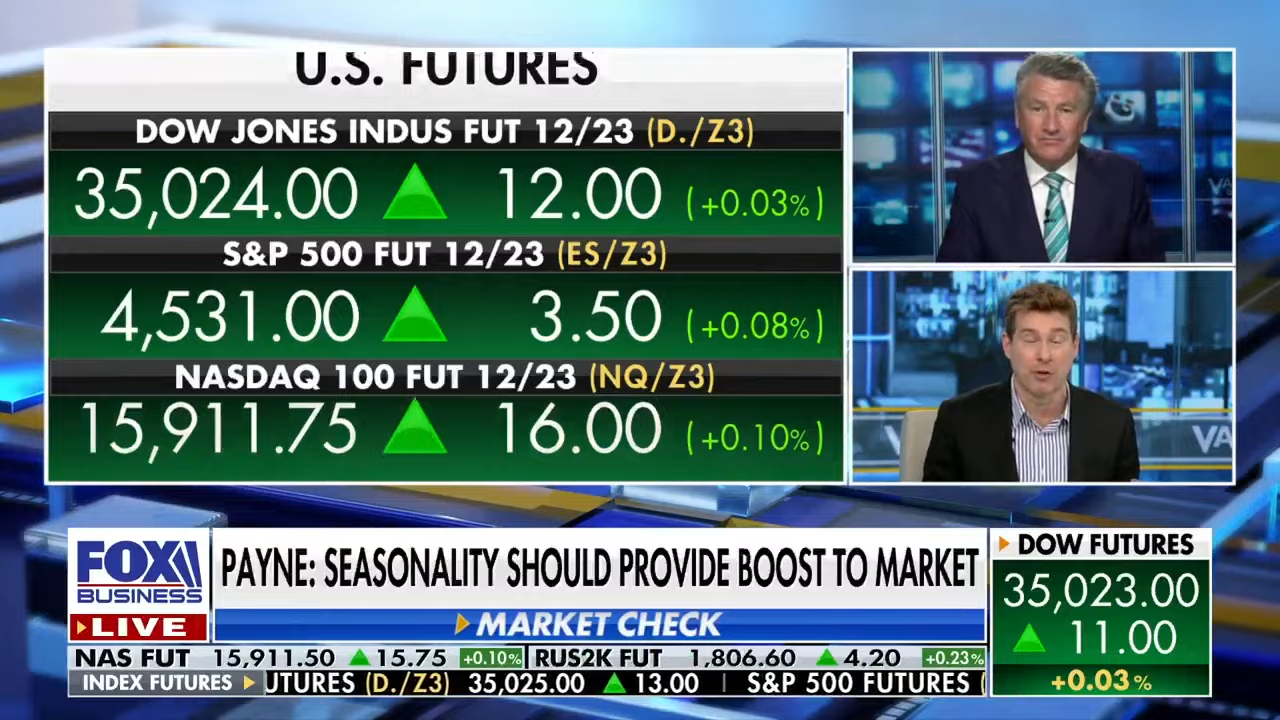 U.S. FUTURES
DOW JONES INDUS FUT 12/23 (D./Z3)
35,024.00 12.00 (+0.03%)
S&P 500 FUT 12/23 (ES/Z3)
4,531.00 3.50 (+0.08%)
NASDAQ 100 FUT 12/23 (NQ/Z3)
15,911.75 16.00 (+0.10%)
VA
VA
FOX
BUSINESS
LIVE
PAYNE: SEASONALITY SHOULD PROVIDE BOOST TO MARKET
MARKET CHECK
DOW FUTURES
35,023.00
11.00
+0.03%
NAS FUT 15,911.50 15.75 +0.10% RUS2K FUT 1,806.60 4.20 +0.23%
INDEX FUTURES UTURES (D./Z3) 35,025.00 13.00 | S&P 500 FUTURES (